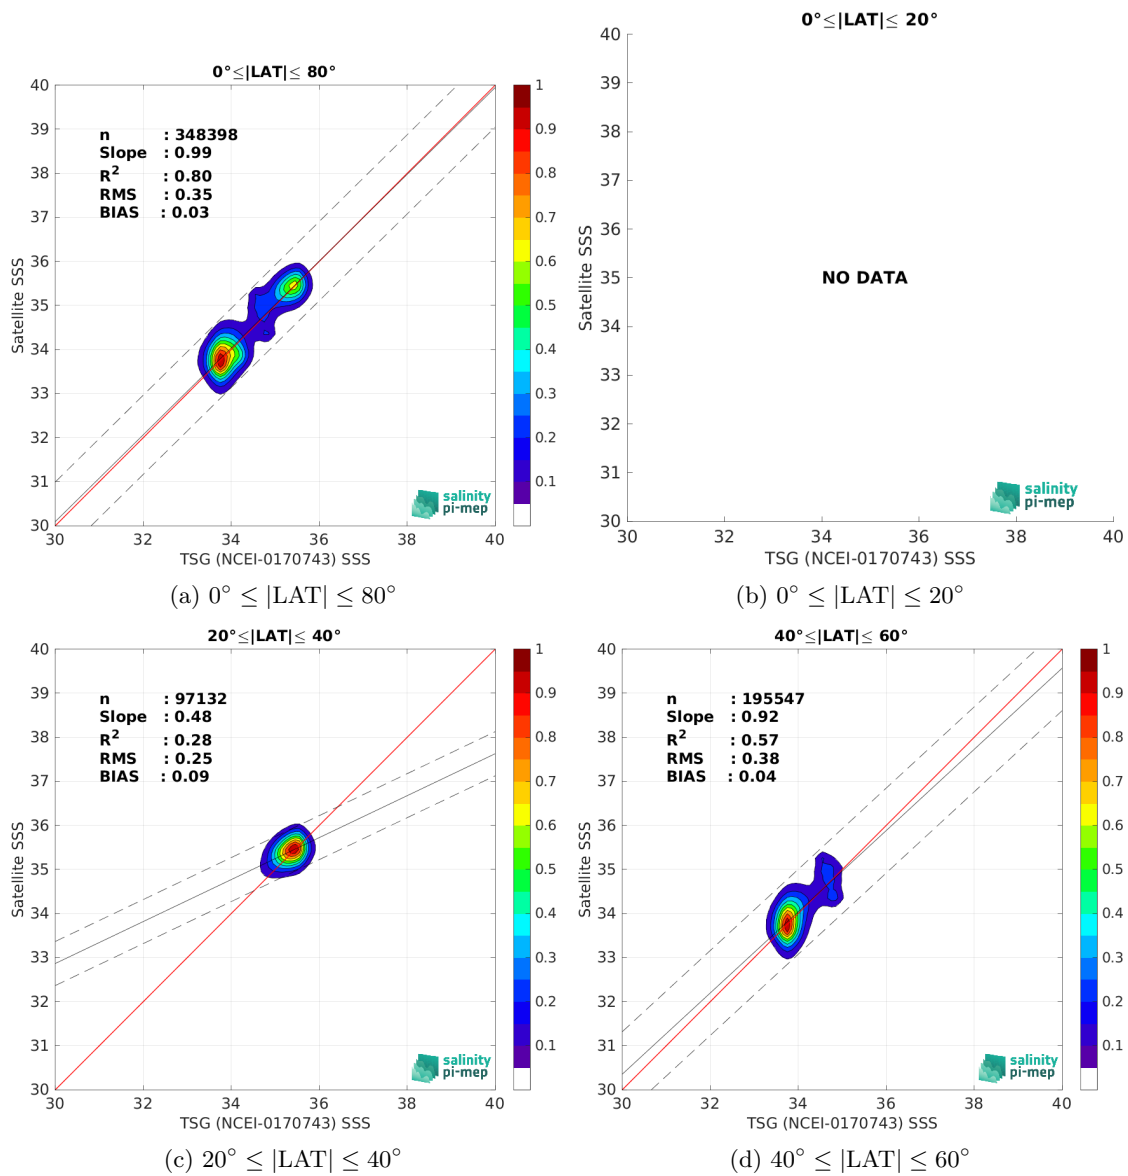 0°≤|LAT|≤ 80°
40
39
38
37
36
35
34
33
32
31
30
Satellite SSS
n : 348398
Slope : 0.99
R² : 0.80
RMS : 0.35
BIAS : 0.03
salinity
pi-mep
30 32 34 36 38 40
TSG (NCEI-0170743) SSS
1
0.9
0.8
0.7
0.6
0.5
0.4
0.3
0.2
0.1
(a) 0° ≤ |LAT| ≤ 80°
0°≤|LAT|≤ 20°
40
39
38
37
36
35
34
33
32
31
30
Satellite SSS
NO DATA
salinity
pi-mep
30 32 34 36 38 40
TSG (NCEI-0170743) SSS
(b) 0° ≤ |LAT| ≤ 20°
20°≤|LAT|≤ 40°
40
39
38
37
36
35
34
33
32
31
30
Satellite SSS
n : 97132
Slope : 0.48
R² : 0.28
RMS : 0.25
BIAS : 0.09
salinity
pi-mep
30 32 34 36 38 40
TSG (NCEI-0170743) SSS
1
0.9
0.8
0.7
0.6
0.5
0.4
0.3
0.2
0.1
(c) 20° ≤ |LAT| ≤ 40°
40°≤|LAT|≤ 60°
40
39
38
37
36
35
34
33
32
31
30
Satellite SSS
n : 195547
Slope : 0.92
R² : 0.57
RMS : 0.38
BIAS : 0.04
salinity
pi-mep
30 32 34 36 38 40
TSG (NCEI-0170743) SSS
1
0.9
0.8
0.7
0.6
0.5
0.4
0.3
0.2
0.1
(d) 40° ≤ |LAT| ≤ 60°